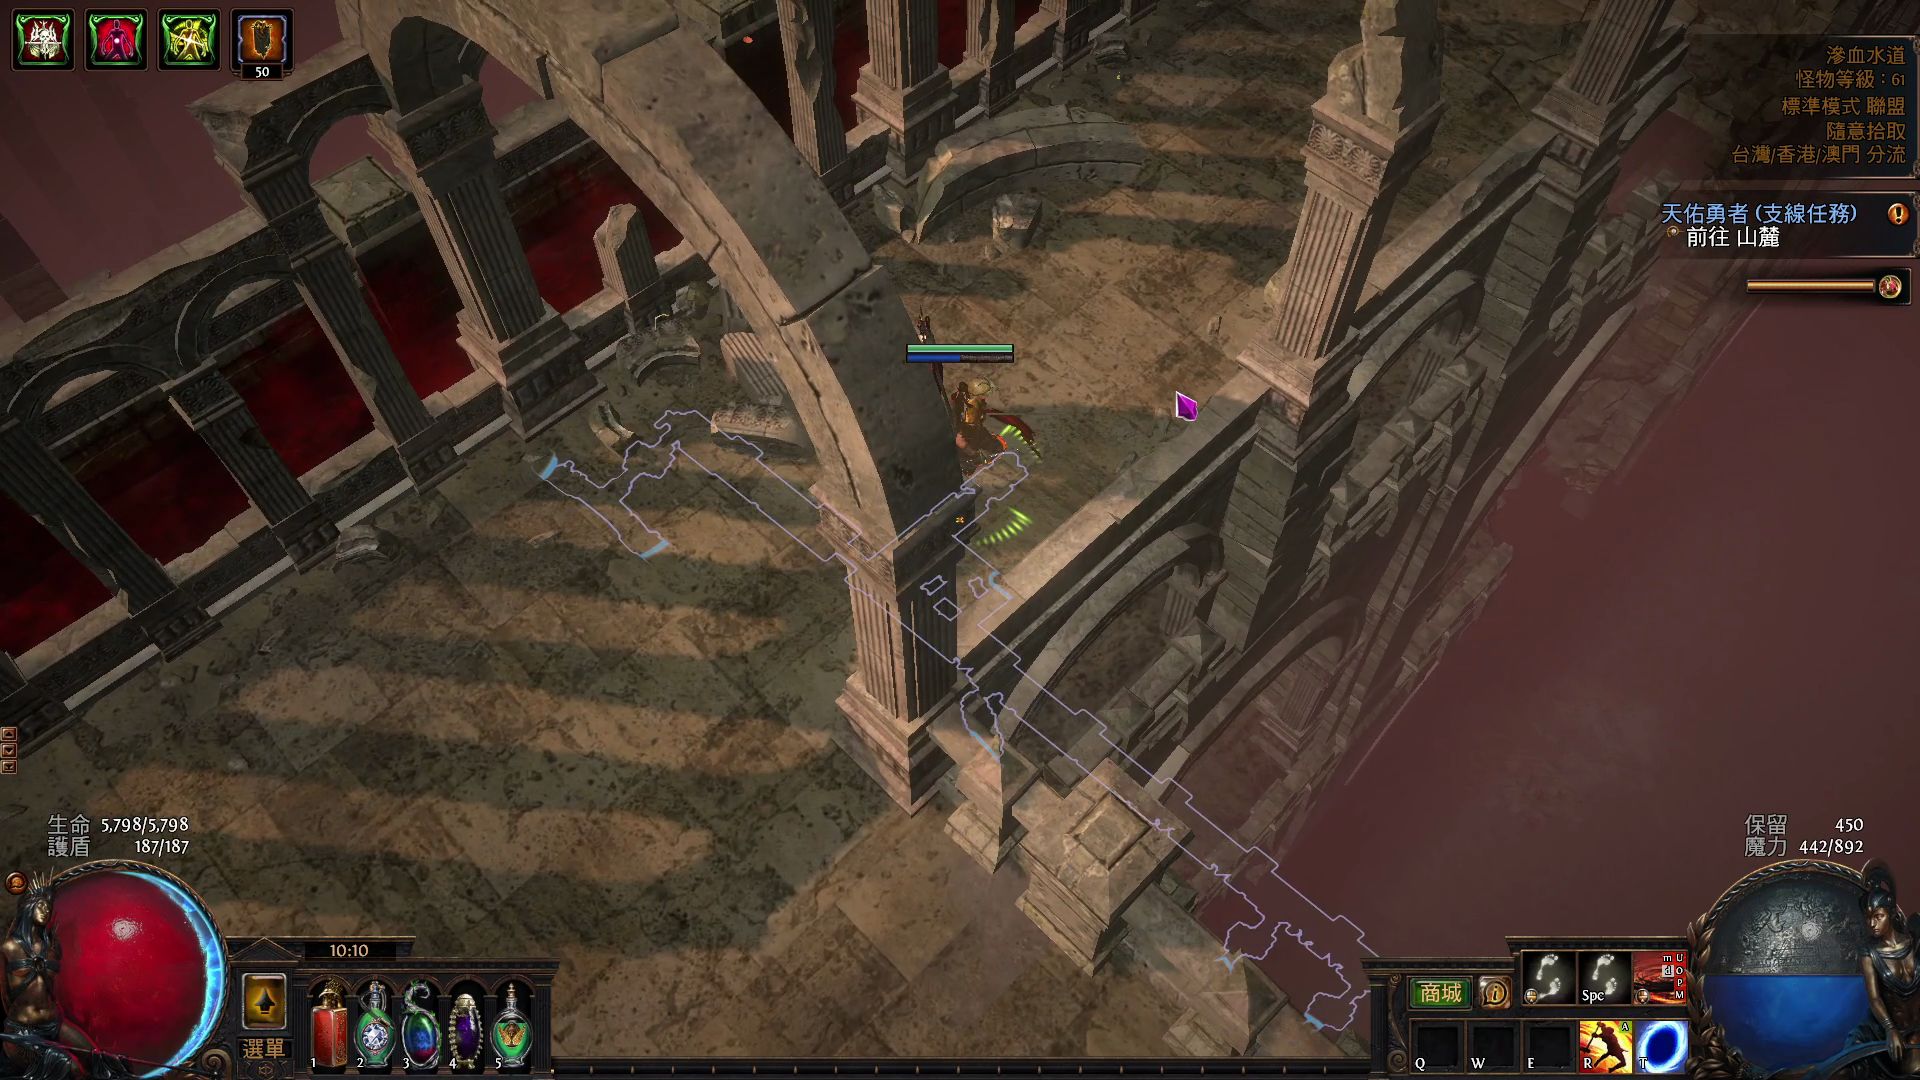 50
滲血水道
怪物等級：61
標準模式 聯盟
隨意拾取
台灣/香港/澳門 分流
天佑勇者 (支線任務)
前往 山麓
生命 5,798/5,798
護盾 187/187
保留 450
魔力 442/892
10:10
選單
1 2 3 4 5
商城
Spc
Q W E R T
A